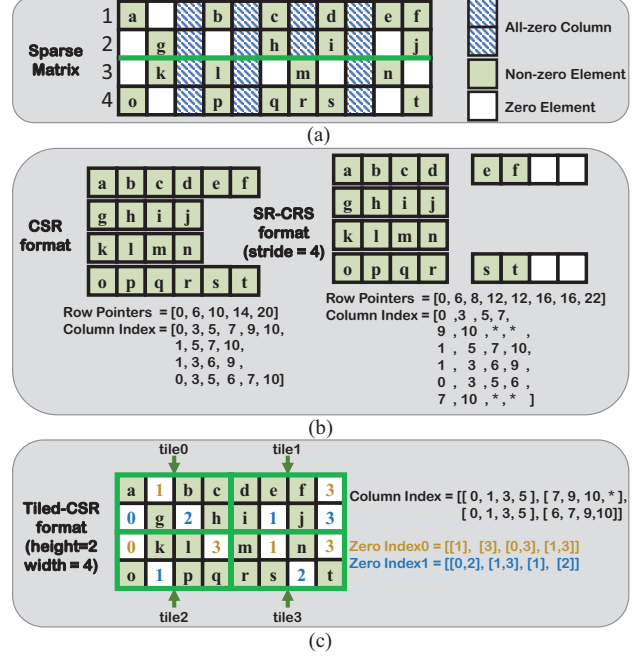 1 a b c d e f
2 g h i j
3 k l m n
4 o p q r s t
Sparse
Matrix
All-zero Column
Non-zero Element
Zero Element
(a)
CSR
format
a b c d e f
g h i j
k l m n
o p q r s t
Row Pointers = [0, 6, 10, 14, 20]
Column Index = [0, 3, 5, 7, 9, 10,
1, 5, 7, 10,
1, 3, 6, 9,
0, 3, 5, 6, 7, 10]
SR-CRS
format
(stride = 4)
a b c d e f
g h i j
k l m n
o p q r s t
Row Pointers = [0, 6, 8, 12, 12, 16, 16, 22]
Column Index = [0 ,3 , 5, 7,
9 , 10 , * , * ,
1 , 5 , 7 , 10,
1 , 3 , 6 , 9 ,
0 , 3 , 5 , 6 ,
7 , 10 , * , * ]
(b)
tile0 tile1
Tiled-CSR
format
(height=2
width = 4)
a 1 b c d e f 3
0 g 2 h i 1 j 3
0 k l 3 m 1 n 3
o 1 p q r s 2 t
tile2 tile3
Column Index = [[ 0, 1, 3, 5], [ 7, 9, 10, * ],
[ 0, 1, 3, 5], [ 6, 7, 9,10]]
Zero Index0 = [[1], [3], [0,3], [1,3]]
Zero Index1 = [[0,2], [1,3], [1], [2]]
(c)